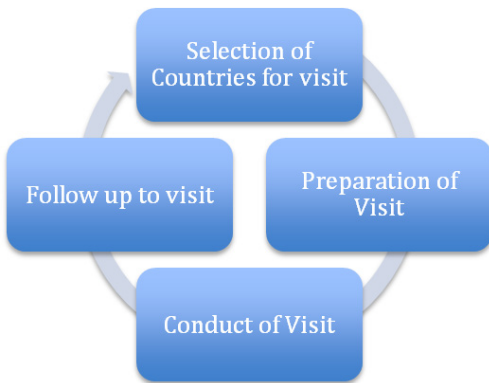 Selection of
Countries for visit
Preparation of
Visit
Conduct of Visit
Follow up to visit